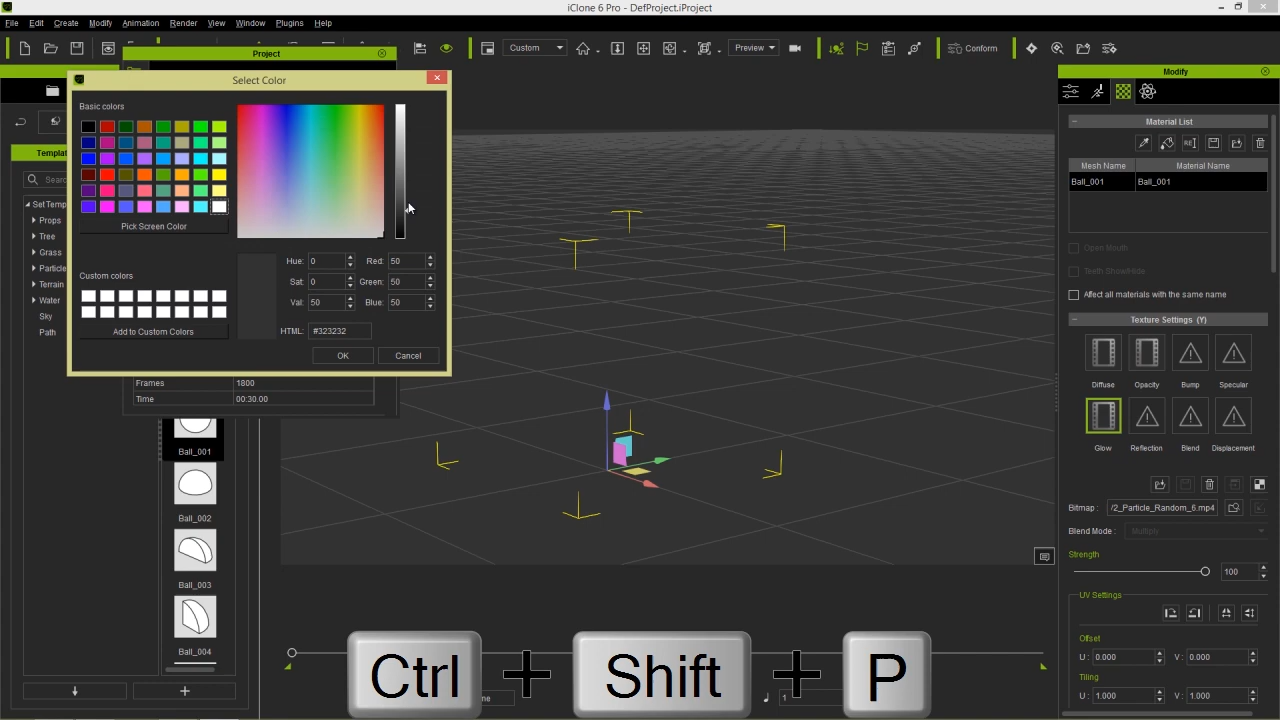 iClone 6 Pro - DefProject.iProject
File Edit Create Modify Animation Render View Window Plugins Help
Project
Custom
Preview
Conform
Select Color
Basic colors
Pick Screen Color
Custom colors
Add to Custom Colors
Hue: 0 Red: 50
Sat: 0 Green: 50
Val: 50 Blue: 50
HTML: #323232
OK Cancel
Frames 1800
Time 00:30.00
Templa
Searc
SetTemp
Props
Tree
Grass
Particle
Terrain
Water
Sky
Path
Ball_001
Ball_002
Ball_003
Ball_004
Modify
Material List
Mesh Name Material Name
Ball_001 Ball_001
Open Mouth
Teeth Show/Hide
Affect all materials with the same name
Texture Settings (Y)
Diffuse Opacity Bump Specular
Glow Reflection Blend Displacement
Bitmap : /2_Particle_Random_6.mp4
Blend Mode : Multiply
Strength
100
UV Settings
Offset
U : 0.000 V : 0.000
Tiling
U : 1.000 V : 1.000
me
1
Ctrl + Shift + P